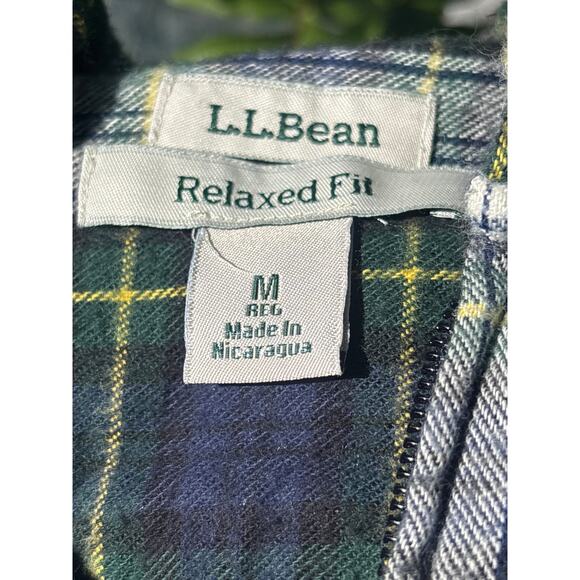 L.L.Bean
Relaxed Fit
M
REG
Made In
Nicaragua